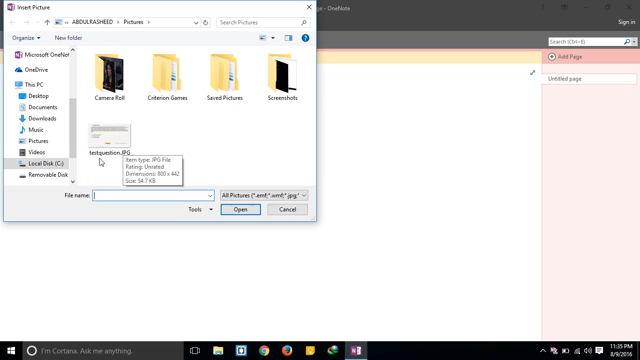 Insert Picture
ge - OneNote
Sign in
ABDULRASHEED > Pictures >
Search Pictures
Search (Ctrl+E)
Organize
New folder
Add Page
Untitled page
Microsoft OneNot
OneDrive
This PC
Desktop
Documents
Downloads
Music
Pictures
Videos
Local Disk (C:)
Removable Disk
Camera Roll
Criterion Games
Saved Pictures
Screenshots
testquestion.JPG
Item type: JPG File
Rating: Unrated
Dimensions: 800 x 442
Size: 54.7 KB
File name:
All Pictures (*.emf;*.wmf;*.jpg;*
Tools
Open
Cancel
I'm Cortana. Ask me anything.
11:35 PM
8/9/2016